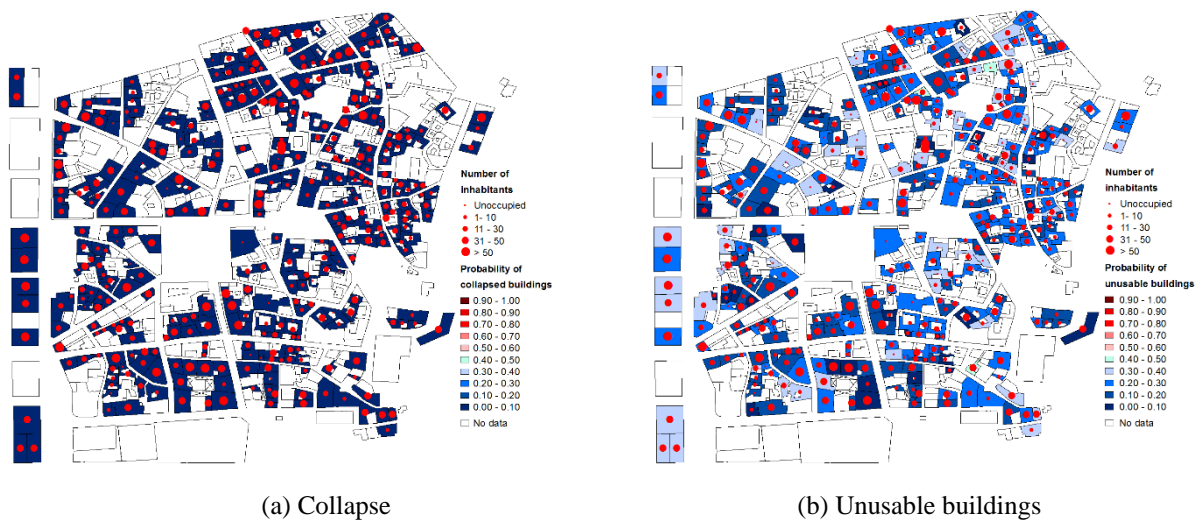 Number of
inhabitants
Unoccupied
1- 10
11 - 30
31 - 50
> 50
Probability of
collapsed buildings
0.90 - 1.00
0.80 - 0.90
0.70 - 0.80
0.60 - 0.70
0.50 - 0.60
0.40 - 0.50
0.30 - 0.40
0.20 - 0.30
0.10 - 0.20
0.00 - 0.10
No data
(a) Collapse
Number of
inhabitants
Unoccupied
1- 10
11 - 30
31 - 50
> 50
Probability of
unusable buildings
0.90 - 1.00
0.80 - 0.90
0.70 - 0.80
0.60 - 0.70
0.50 - 0.60
0.40 - 0.50
0.30 - 0.40
0.20 - 0.30
0.10 - 0.20
0.00 - 0.10
No data
(b) Unusable buildings